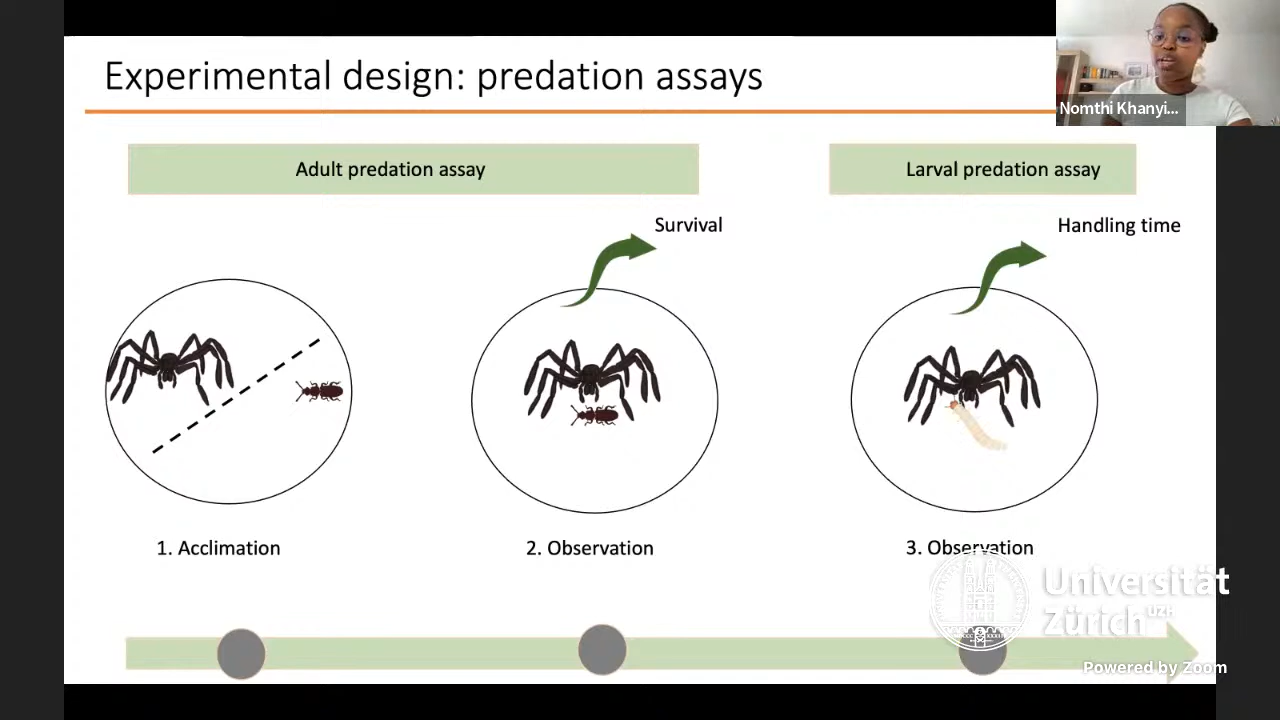 Experimental design: predation assays
Nomthi Khanyi...
Adult predation assay
Larval predation assay
Survival
Handling time
1. Acclimation
2. Observation
3. Observation
Universität
Zürich UZH
Powered by Zoom